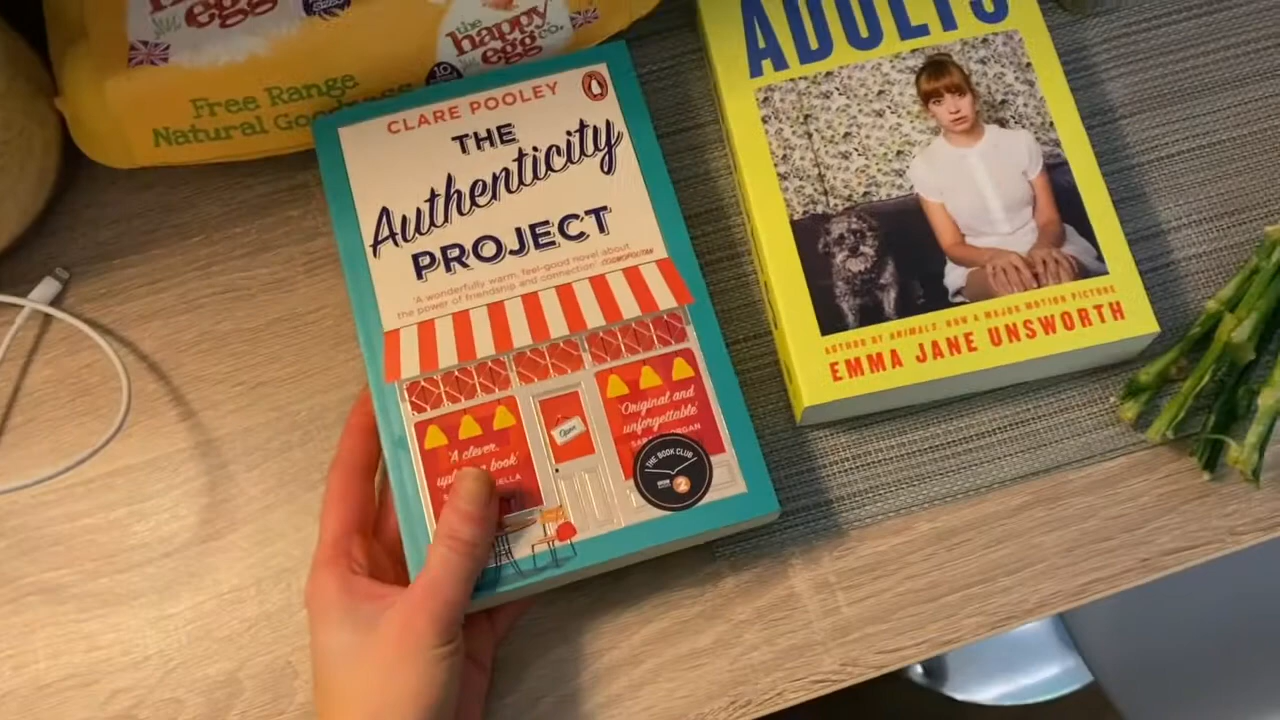 egg
the
happy
egg co.
Free Range
Natural Goodness
CLARE POOLEY
THE
Authenticity
PROJECT
'A wonderfully warm, feel-good novel about
the power of friendship and connection' COSMOPOLITAN
'A clever,
book'
Open
'Original and
unforgettable'
THE BOOK CLUB
BBC
2
ADULTS
AUTHOR OF ANIMALS, NOW A MAJOR MOTION PICTURE
EMMA JANE UNSWORTH